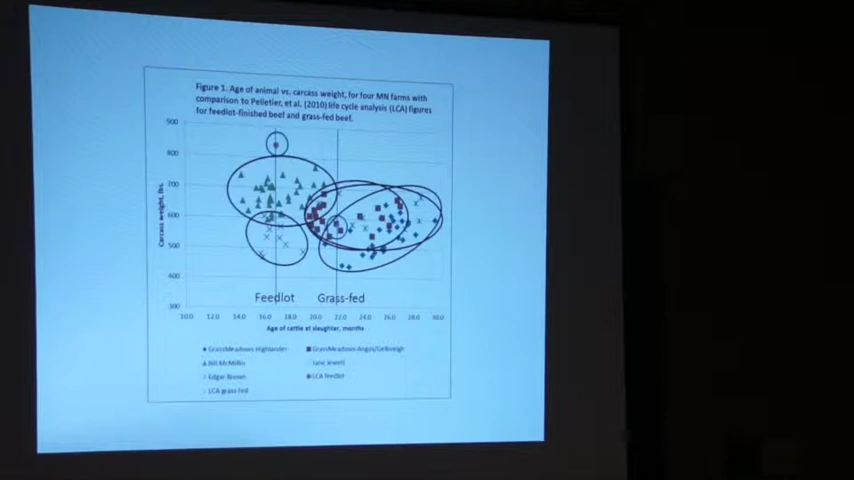 Figure 1. Age of animal vs. carcass weight, for four MN farms with
comparison to Pelletier, et al. (2010) life cycle analysis (LCA) figures
for feedlot-finished beef and grass-fed beef.
900
800
700
600
500
400
300
Carcass weight, lbs.
Feedlot Grass-fed
10.0 12.0 14.0 16.0 18.0 20.0 22.0 24.0 26.0 28.0 30.0
Age of cattle at slaughter, months
GrassMeadows Highlander GrassMeadows Angus/Gelbveigh
Bill McMillin Jane Jewett
Edgar Brown LCA feedlot
LCA grass-fed